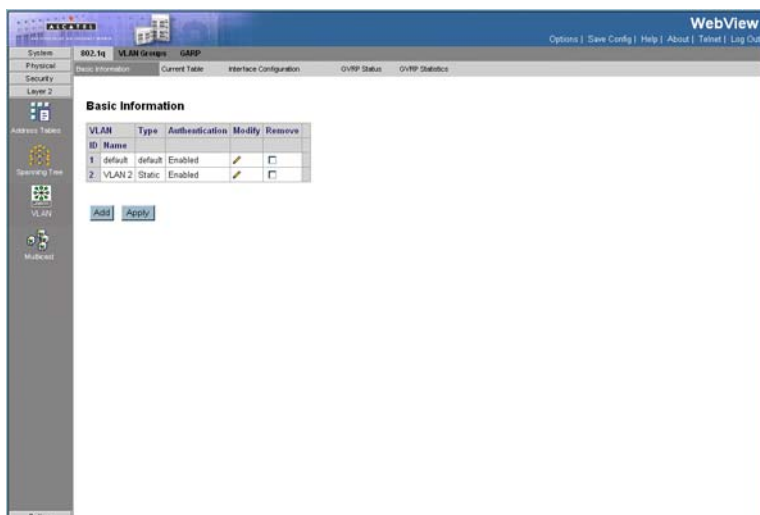 ALCATEL
WebView
Options | Save Config | Help | About | Telnet | Log Out
System
Physical
Security
Layer 2
Address Tables
Spanning Tree
VLAN
Multicast
802.1q VLAN Groups GARP
Basic Information Current Table Interface Configuration GVRP Status GVRP Statistics
Basic Information
VLAN Type Authentication Modify Remove
ID Name
1 default default Enabled
2 VLAN 2 Static Enabled
Add Apply